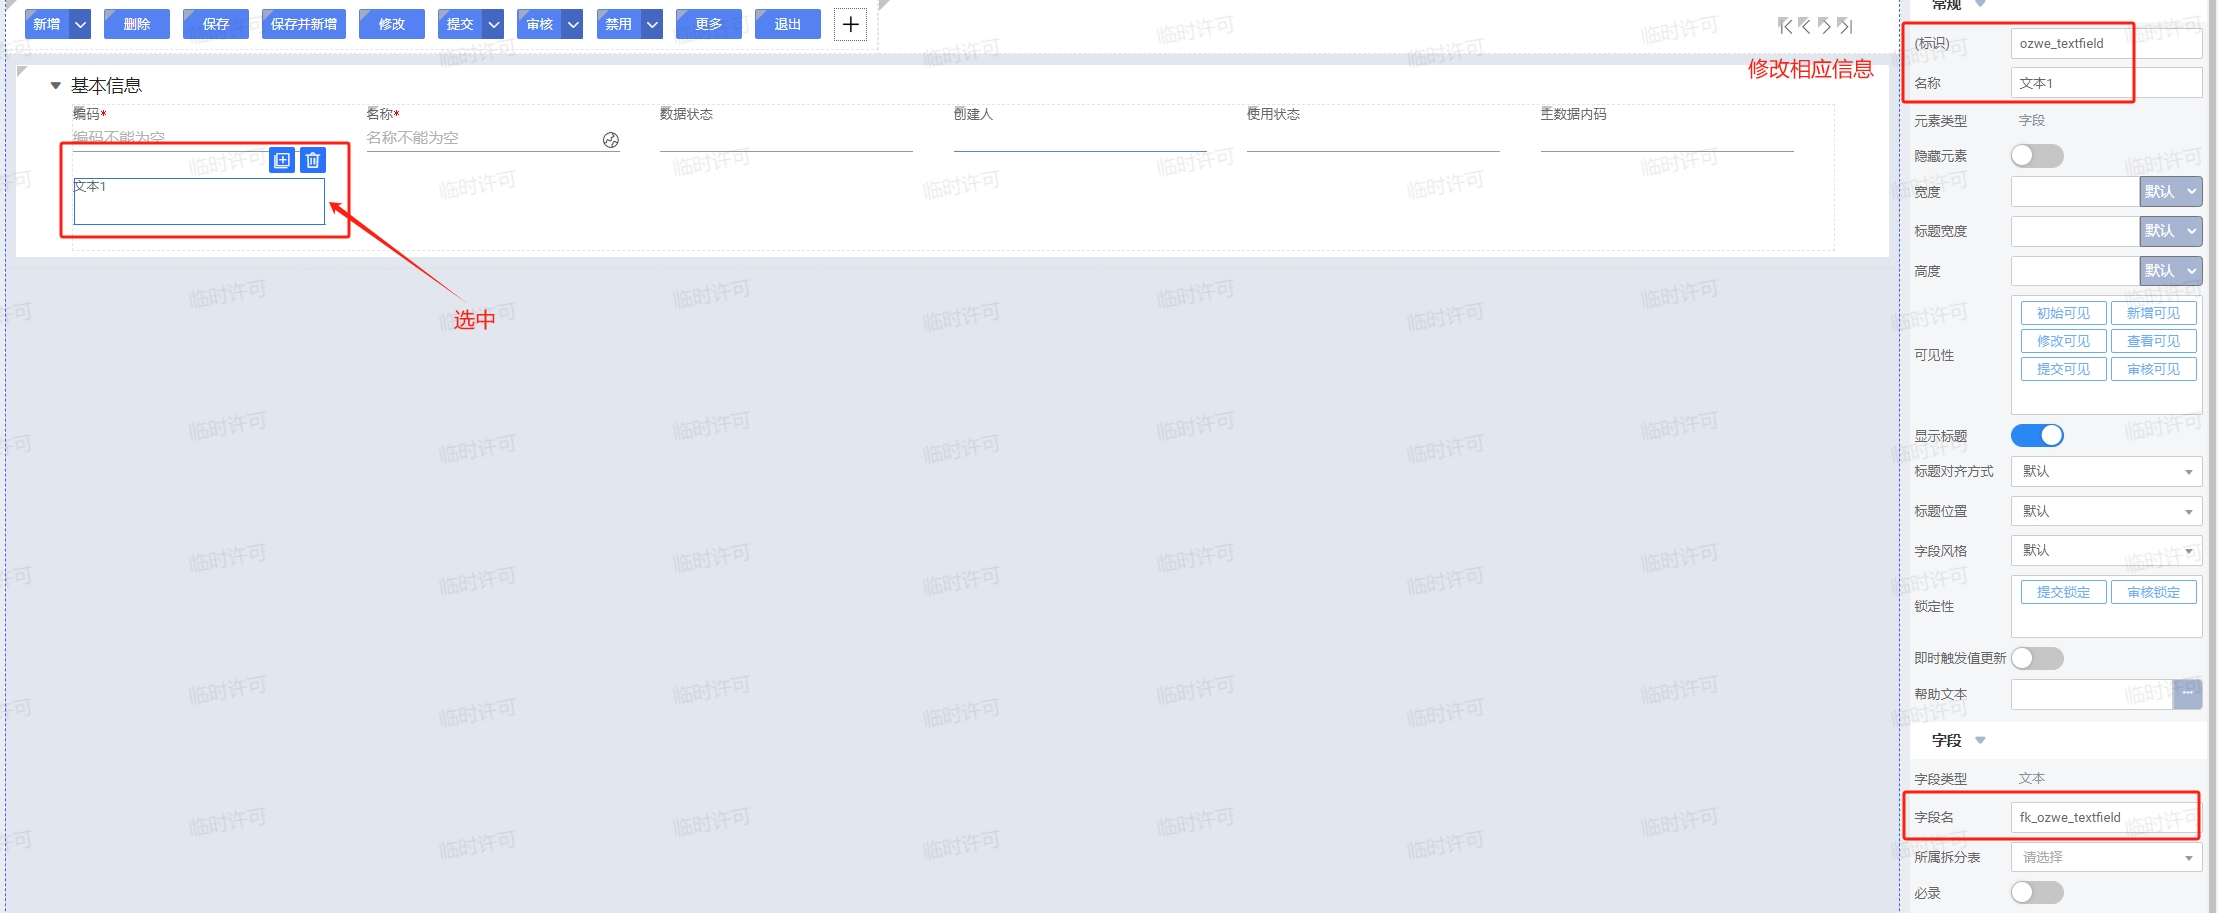 新增
删除
保存
保存并新增
修改
提交
审核
禁用
更多
退出
修改相应信息
基本信息
编码*
编码不能为空
名称*
名称不能为空
数据状态
创建人
使用状态
主数据内码
文本1
选中
常规
(标识)
ozwe_textfield
名称
文本1
元素类型
字段
隐藏元素
宽度
默认
标题宽度
默认
高度
默认
可见性
初始可见
新增可见
修改可见
查看可见
提交可见
审核可见
显示标题
标题对齐方式
默认
标题位置
默认
字段风格
默认
锁定性
提交锁定
审核锁定
即时触发值更新
帮助文本
字段
字段类型
文本
字段名
fk_ozwe_textfield
所属拆分表
请选择
必录
临时许可